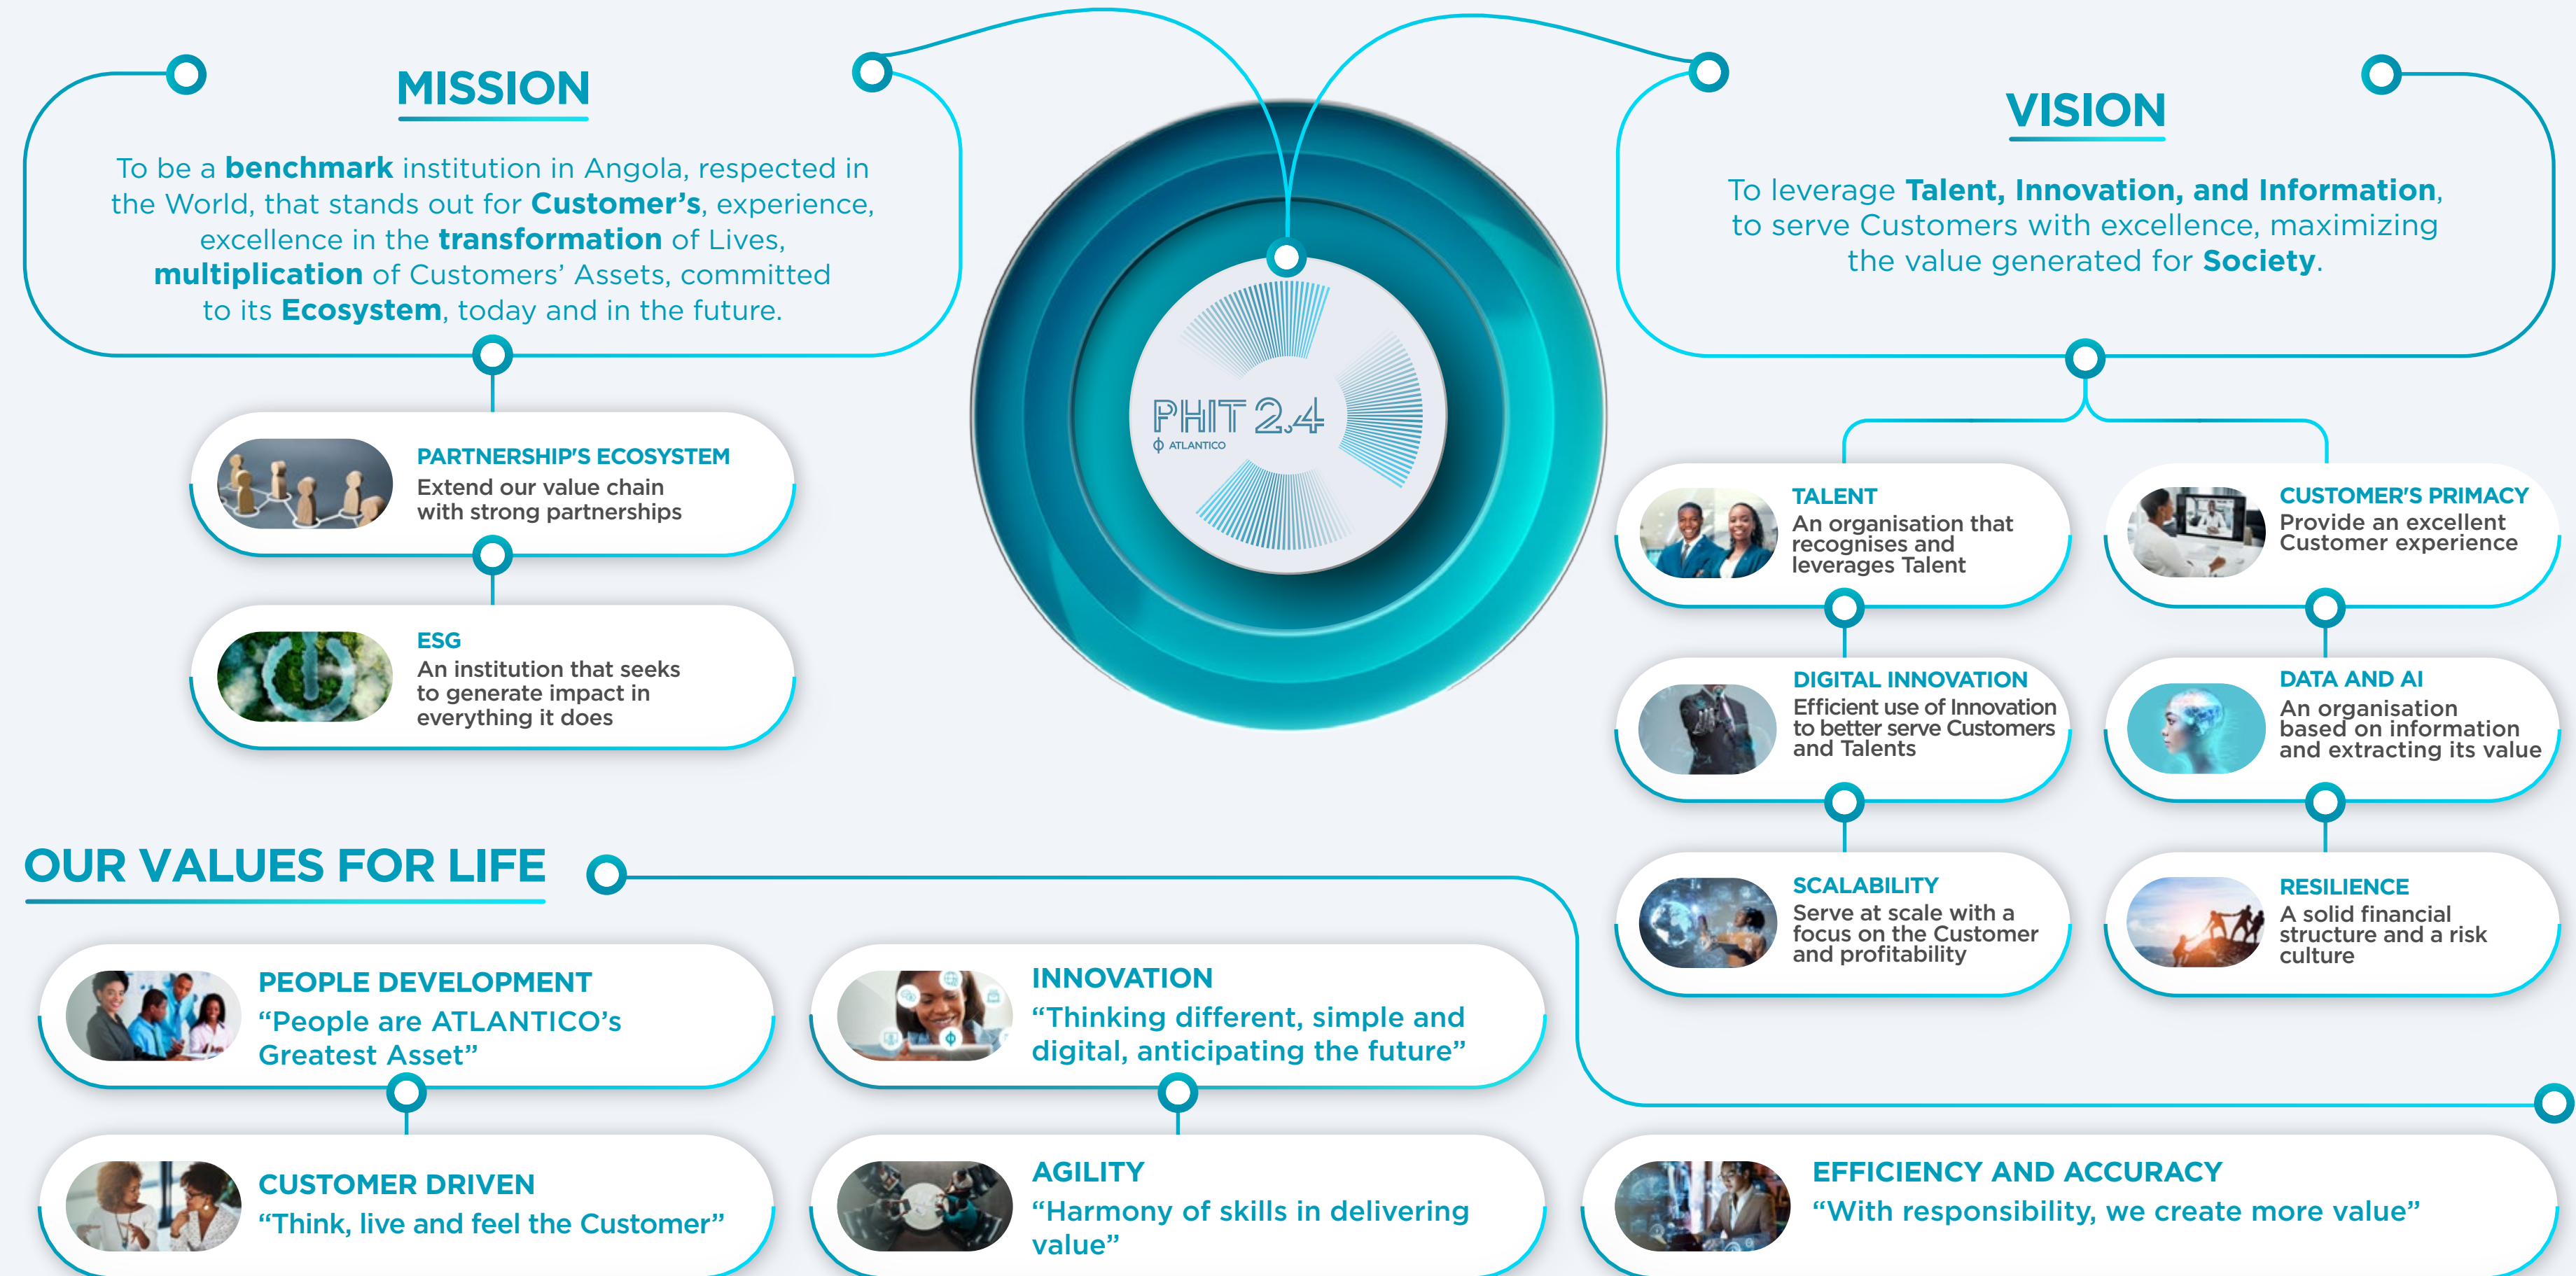 MISSION
To be a benchmark institution in Angola, respected in
the World, that stands out for Customer’s, experience,
excellence in the transformation of Lives,
multiplication of Customers’ Assets, committed
to its Ecosystem, today and in the future.
PARTNERSHIP'S ECOSYSTEM
Extend our value chain
with strong partnerships
ESG
An institution that seeks
to generate impact in
everything it does
PHIT 2.4
ATLANTICO
VISION
To leverage Talent, Innovation, and Information,
to serve Customers with excellence, maximizing
the value generated for Society.
TALENT
An organisation that
recognises and
leverages Talent
DIGITAL INNOVATION
Efficient use of Innovation
to better serve Customers
and Talents
SCALABILITY
Serve at scale with a
focus on the Customer
and profitability
CUSTOMER'S PRIMACY
Provide an excellent
Customer experience
DATA AND AI
An organisation
based on information
and extracting its value
RESILIENCE
A solid financial
structure and a risk
culture
OUR VALUES FOR LIFE
PEOPLE DEVELOPMENT
“People are ATLANTICO’s
Greatest Asset”
CUSTOMER DRIVEN
“Think, live and feel the Customer”
INNOVATION
“Thinking different, simple and
digital, anticipating the future”
AGILITY
“Harmony of skills in delivering
value”
EFFICIENCY AND ACCURACY
“With responsibility, we create more value”